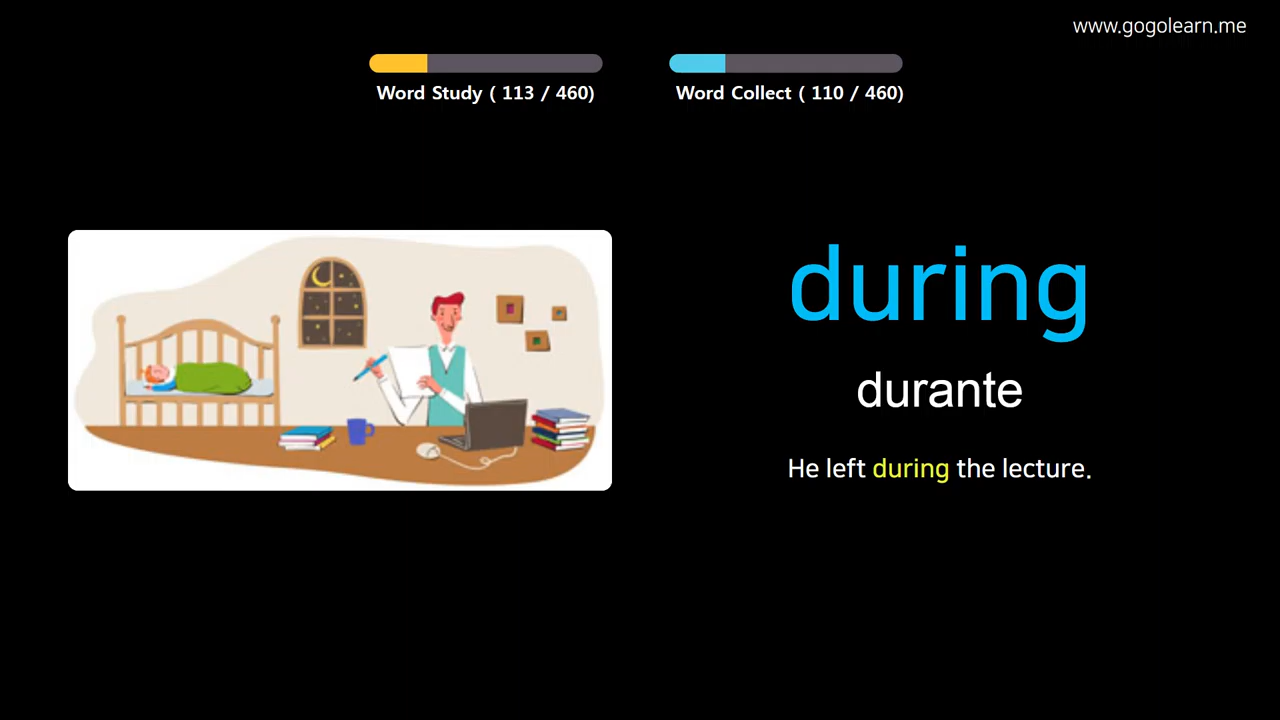 www.gogolearn.me
Word Study ( 113 / 460)
Word Collect ( 110 / 460)
during
durante
He left during the lecture.